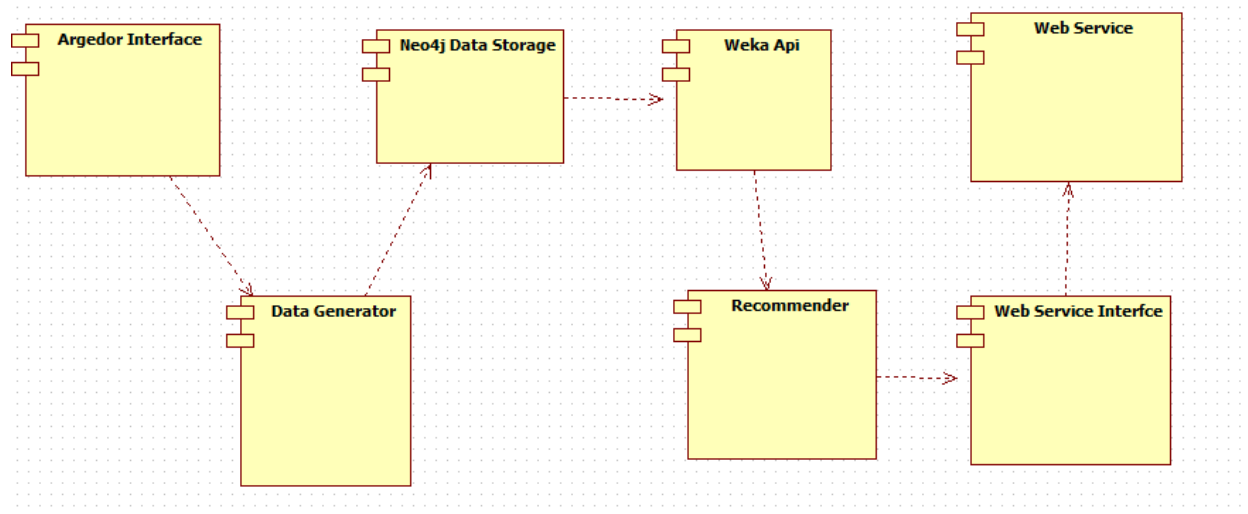 Argedor Interface
Neo4j Data Storage
Weka Api
Web Service
Data Generator
Recommender
Web Service Interfce